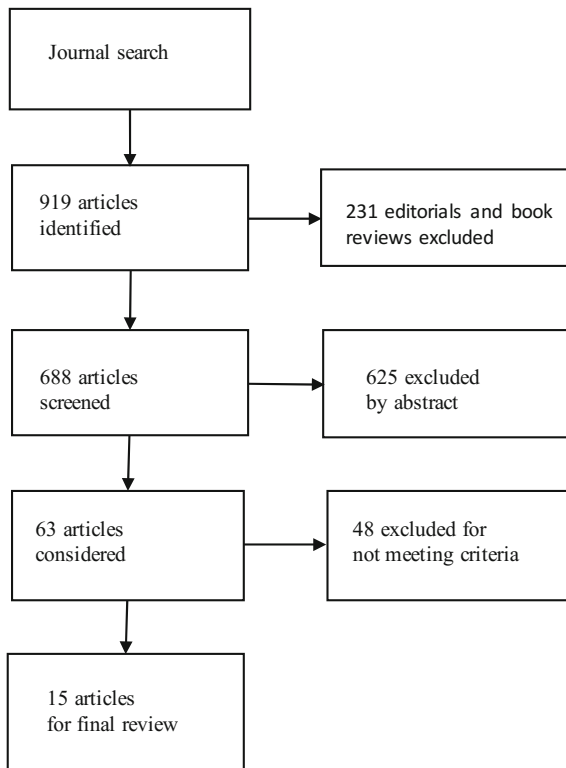 Journal search
919 articles
identified
231 editorials and book
reviews excluded
688 articles
screened
625 excluded
by abstract
63 articles
considered
48 excluded for
not meeting criteria
15 articles
for final review